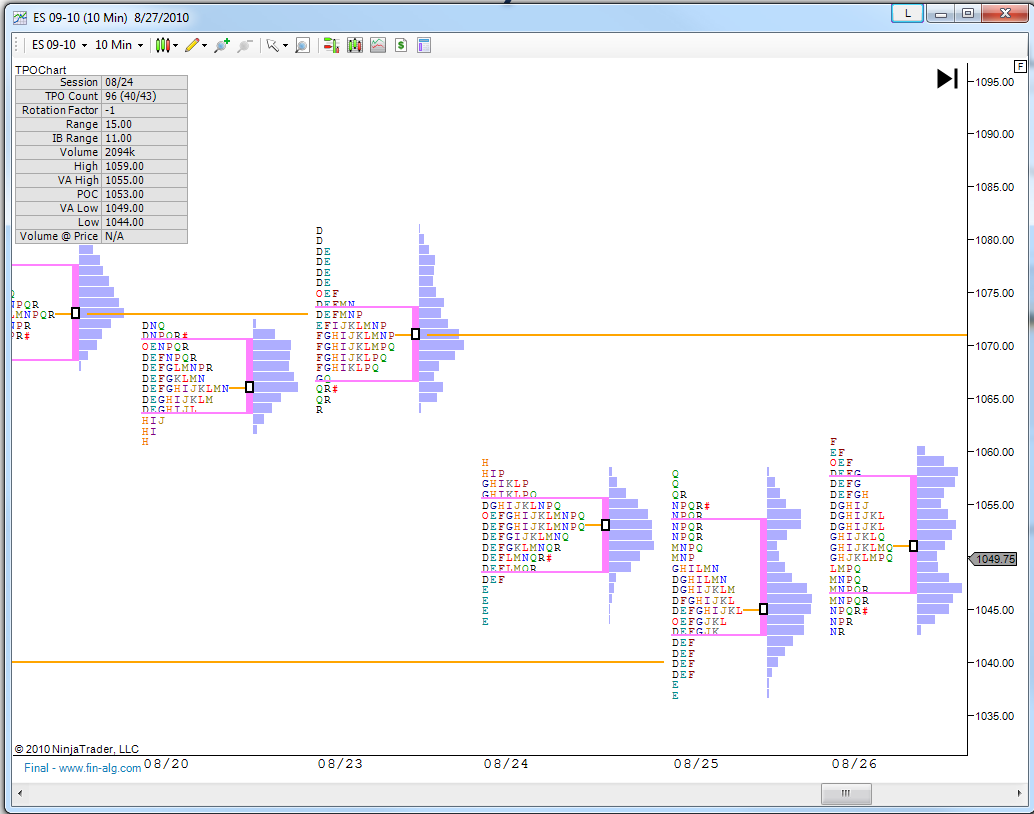 ES 09-10 (10 Min)  8/27/2010
L
ES 09-10 10 Min $
TPOChart
F
Session 08/24
TPO Count 96 (40/43)
Rotation Factor -1
Range 15.00
IB Range 11.00
Volume 2094k
High 1059.00
VA High 1055.00
POC 1053.00
VA Low 1049.00
Low 1044.00
Volume @ Price N/A
1095.00
1090.00
1085.00
1080.00
1075.00
1070.00
1065.00
1060.00
1055.00
1049.75
1045.00
1040.00
1035.00
Q
NPQR
LMNPQR
NPR
PR#
DNQ
DNPQR#
OENPQR
DEFNPQR
DEFGLMNPR
DEFGKLMN
DEFGHIJKLMN
DEGHIJKLM
DEGHIJL
HIJ
HI
H
D
D
DE
DE
DE
DE
OEF
DEFMN
DEFMNP
EFIJKLMNP
FGHIJKLMNP
FGHIJKLMPQ
FGHIJKLPQ
FGHIKLPQ
GQ
QR#
QR
R
H
HIP
GHIKLP
GHIKLPQ
DGHIJKLNPQ
OEFGHIJKLMNPQ
DEFGHIJKLMNPQ
DEFGIJKLMNQ
DEFGKLMNQR
DEFLMNQR#
DEFLMQR
DEF
E
E
E
E
Q
Q
QR
NPQR#
NPQR
NPQR
NPQ
MNPQ
MNP
GHILMN
DGHILMN
DGHIJKLM
DFGHIJKL
DEFGHIJKL
OEFGJKL
DEFGJK
DEF
DEF
DEF
DEF
E
E
F
EF
OEF
DEFG
DEFG
DEFGH
DGHIJ
DGHIJKL
DGHIJKLQ
GHIJKLMQ
GHJKLMPQ
LMPQ
MNPQ
MNPQR
MNPQR
NPQR#
NPR
NR
© 2010 NinjaTrader, LLC
Final - www.fin-alg.com
08/20 08/23 08/24 08/25 08/26